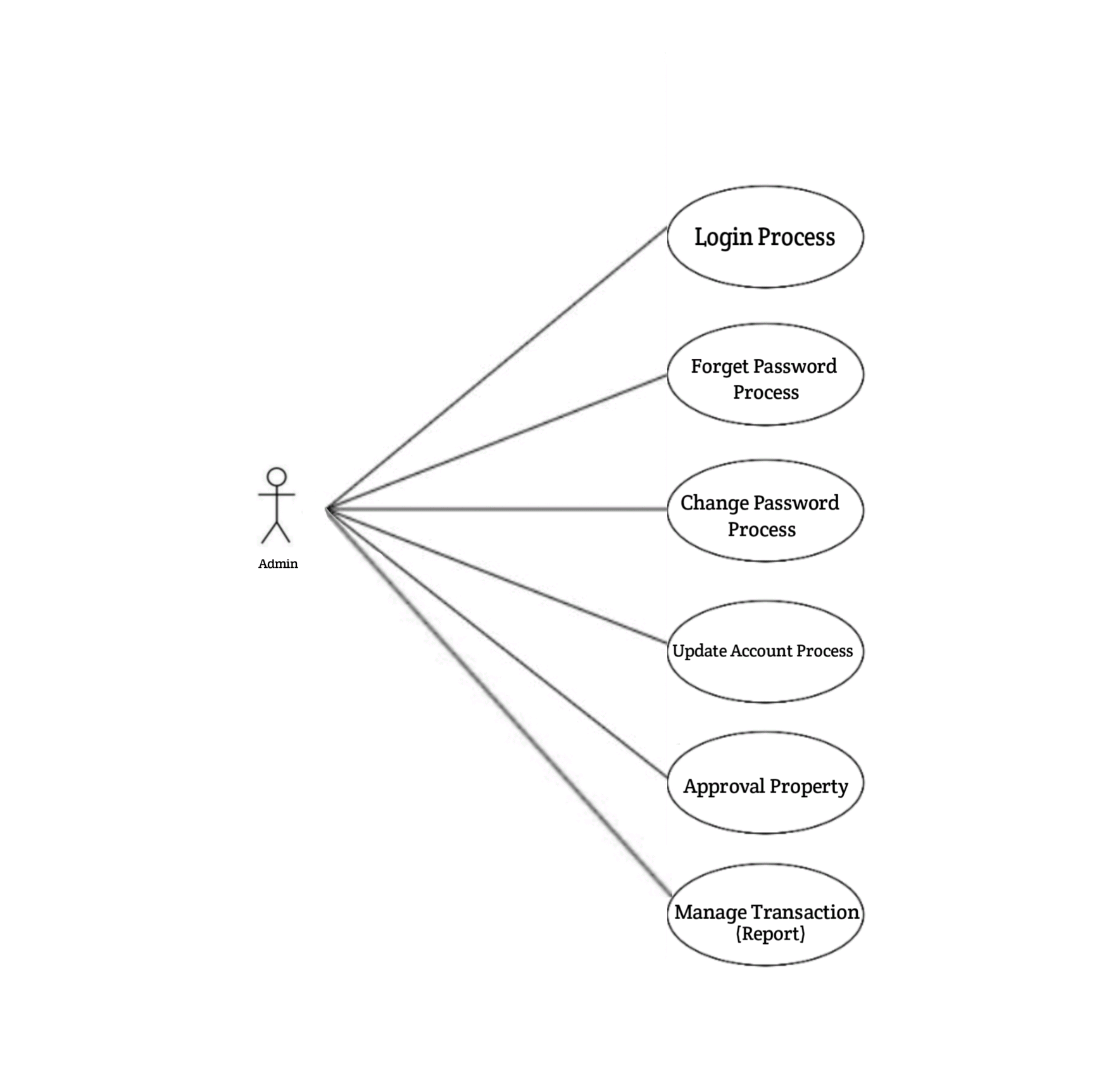 Login Process
Forget Password
Process
Change Password
Process
Admin
Update Account Process
Approval Property
Manage Transaction
(Report)